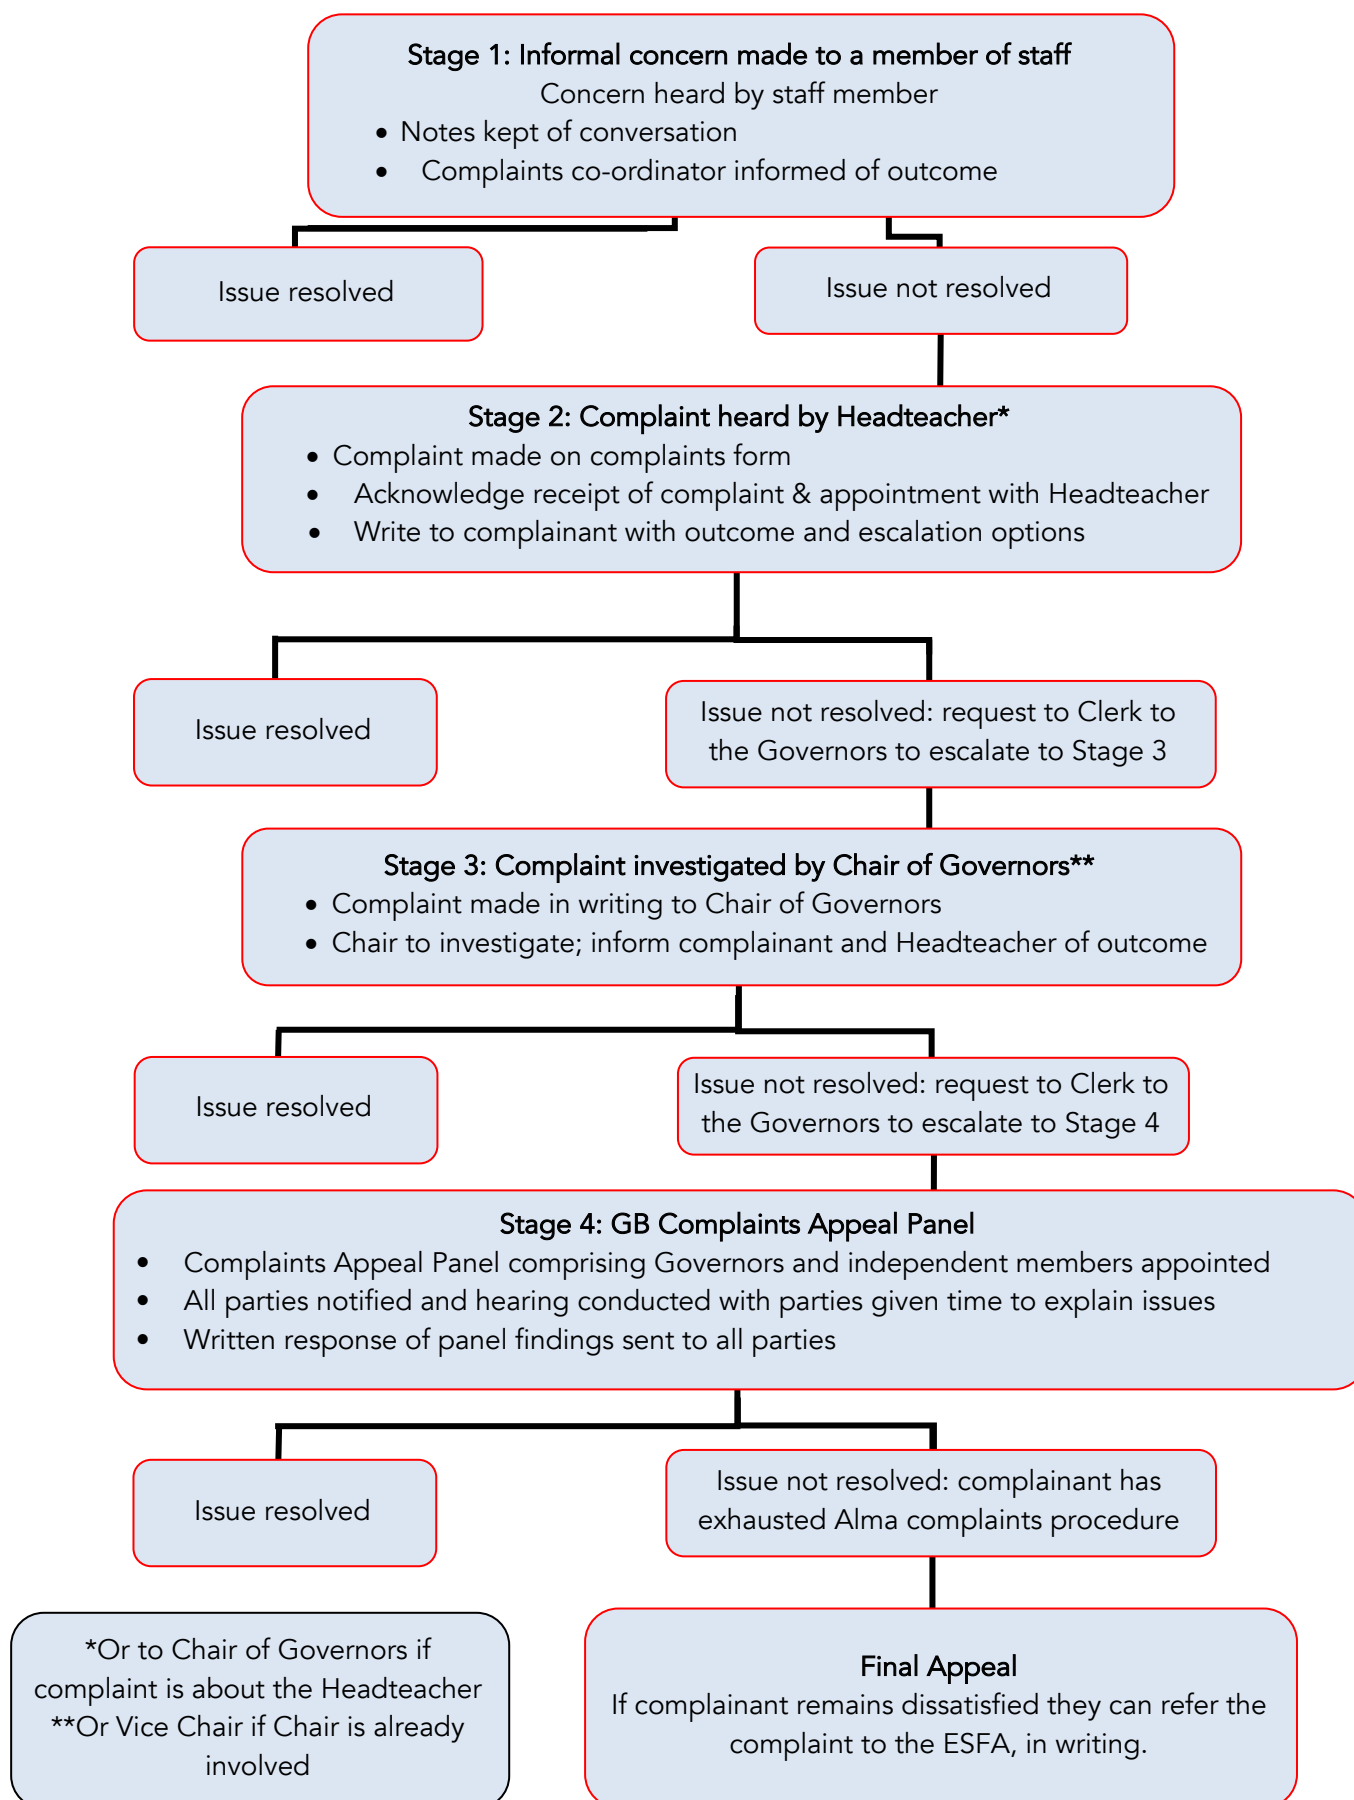 Stage 1: Informal concern made to a member of staff
Concern heard by staff member
• Notes kept of conversation
• Complaints co-ordinator informed of outcome
Issue resolved
Issue not resolved
Stage 2: Complaint heard by Headteacher*
• Complaint made on complaints form
• Acknowledge receipt of complaint & appointment with Headteacher
• Write to complainant with outcome and escalation options
Issue resolved
Issue not resolved: request to Clerk to
the Governors to escalate to Stage 3
Stage 3: Complaint investigated by Chair of Governors**
• Complaint made in writing to Chair of Governors
• Chair to investigate; inform complainant and Headteacher of outcome
Issue resolved
Issue not resolved: request to Clerk to
the Governors to escalate to Stage 4
Stage 4: GB Complaints Appeal Panel
• Complaints Appeal Panel comprising Governors and independent members appointed
• All parties notified and hearing conducted with parties given time to explain issues
• Written response of panel findings sent to all parties
Issue resolved
Issue not resolved: complainant has
exhausted Alma complaints procedure
*Or to Chair of Governors if
complaint is about the Headteacher
**Or Vice Chair if Chair is already
involved
Final Appeal
If complainant remains dissatisfied they can refer the
complaint to the ESFA, in writing.